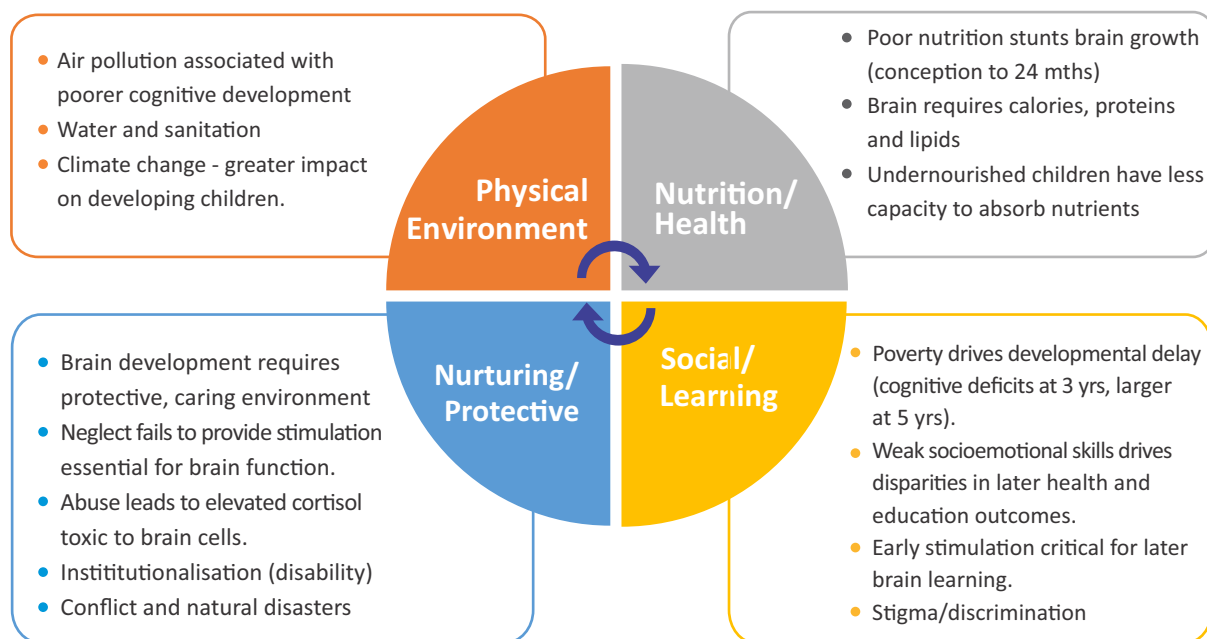 Air pollution associated with
poorer cognitive development
Water and sanitation
Climate change - greater impact
on developing children.
Poor nutrition stunts brain growth
(conception to 24 mths)
Brain requires calories, proteins
and lipids
Undernourished children have less
capacity to absorb nutrients
Physical
Environment
Nutrition/
Health
Nurturing/
Protective
Social/
Learning
Brain development requires
protective, caring environment
Neglect fails to provide stimulation
essential for brain function.
Abuse leads to elevated cortisol
toxic to brain cells.
Instititutionalisation (disability)
Conflict and natural disasters
Poverty drives developmental delay
(cognitive deficits at 3 yrs, larger
at 5 yrs).
Weak socioemotional skills drives
disparities in later health and
education outcomes.
Early stimulation critical for later
brain learning.
Stigma/discrimination